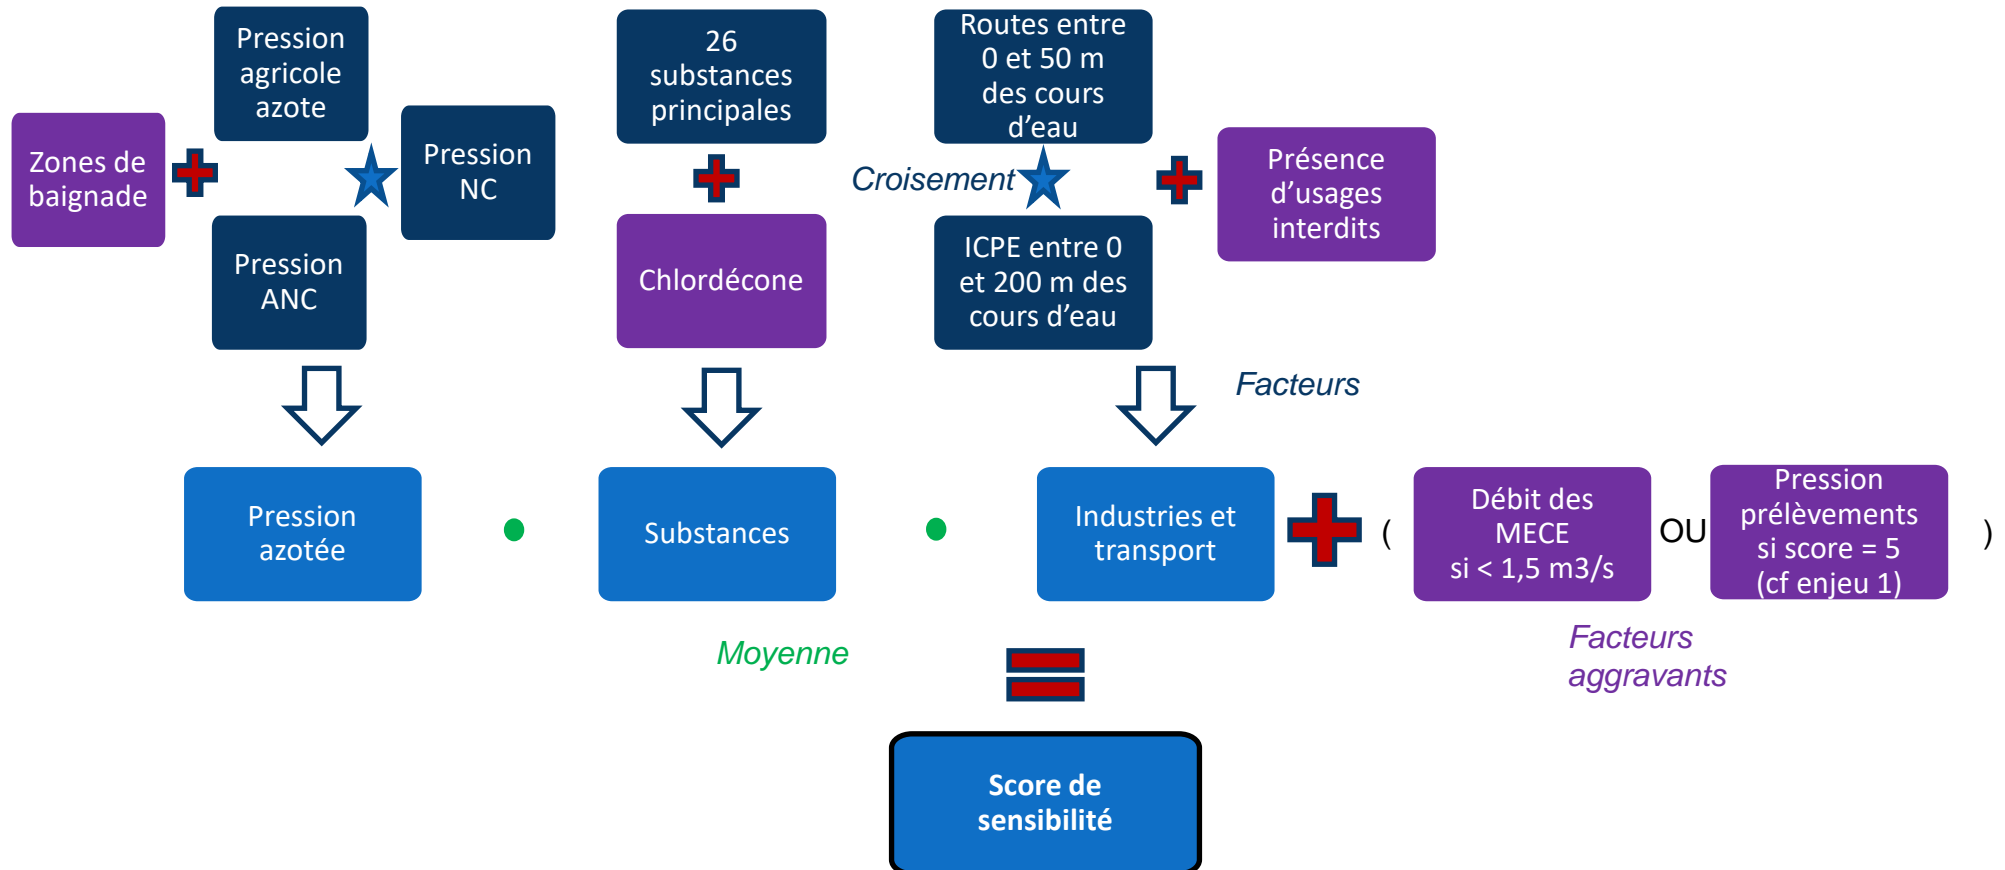 Zones de
baignade
Pression
agricole
azote
Pression
NC
Pression
ANC
26
substances
principales
Chlordécone
Routes entre
0 et 50 m
des cours
d'eau
Croisement
ICPE entre 0
et 200 m des
cours d'eau
Présence
d'usages
interdits
Facteurs
Pression
azotée
Substances
Industries et
transport
(
Débit des
MECE
si < 1,5 m3/s
OU
Pression
prélèvements
si score = 5
(cf enjeu 1)
)
Moyenne
Facteurs
aggravants
Score de
sensibilité